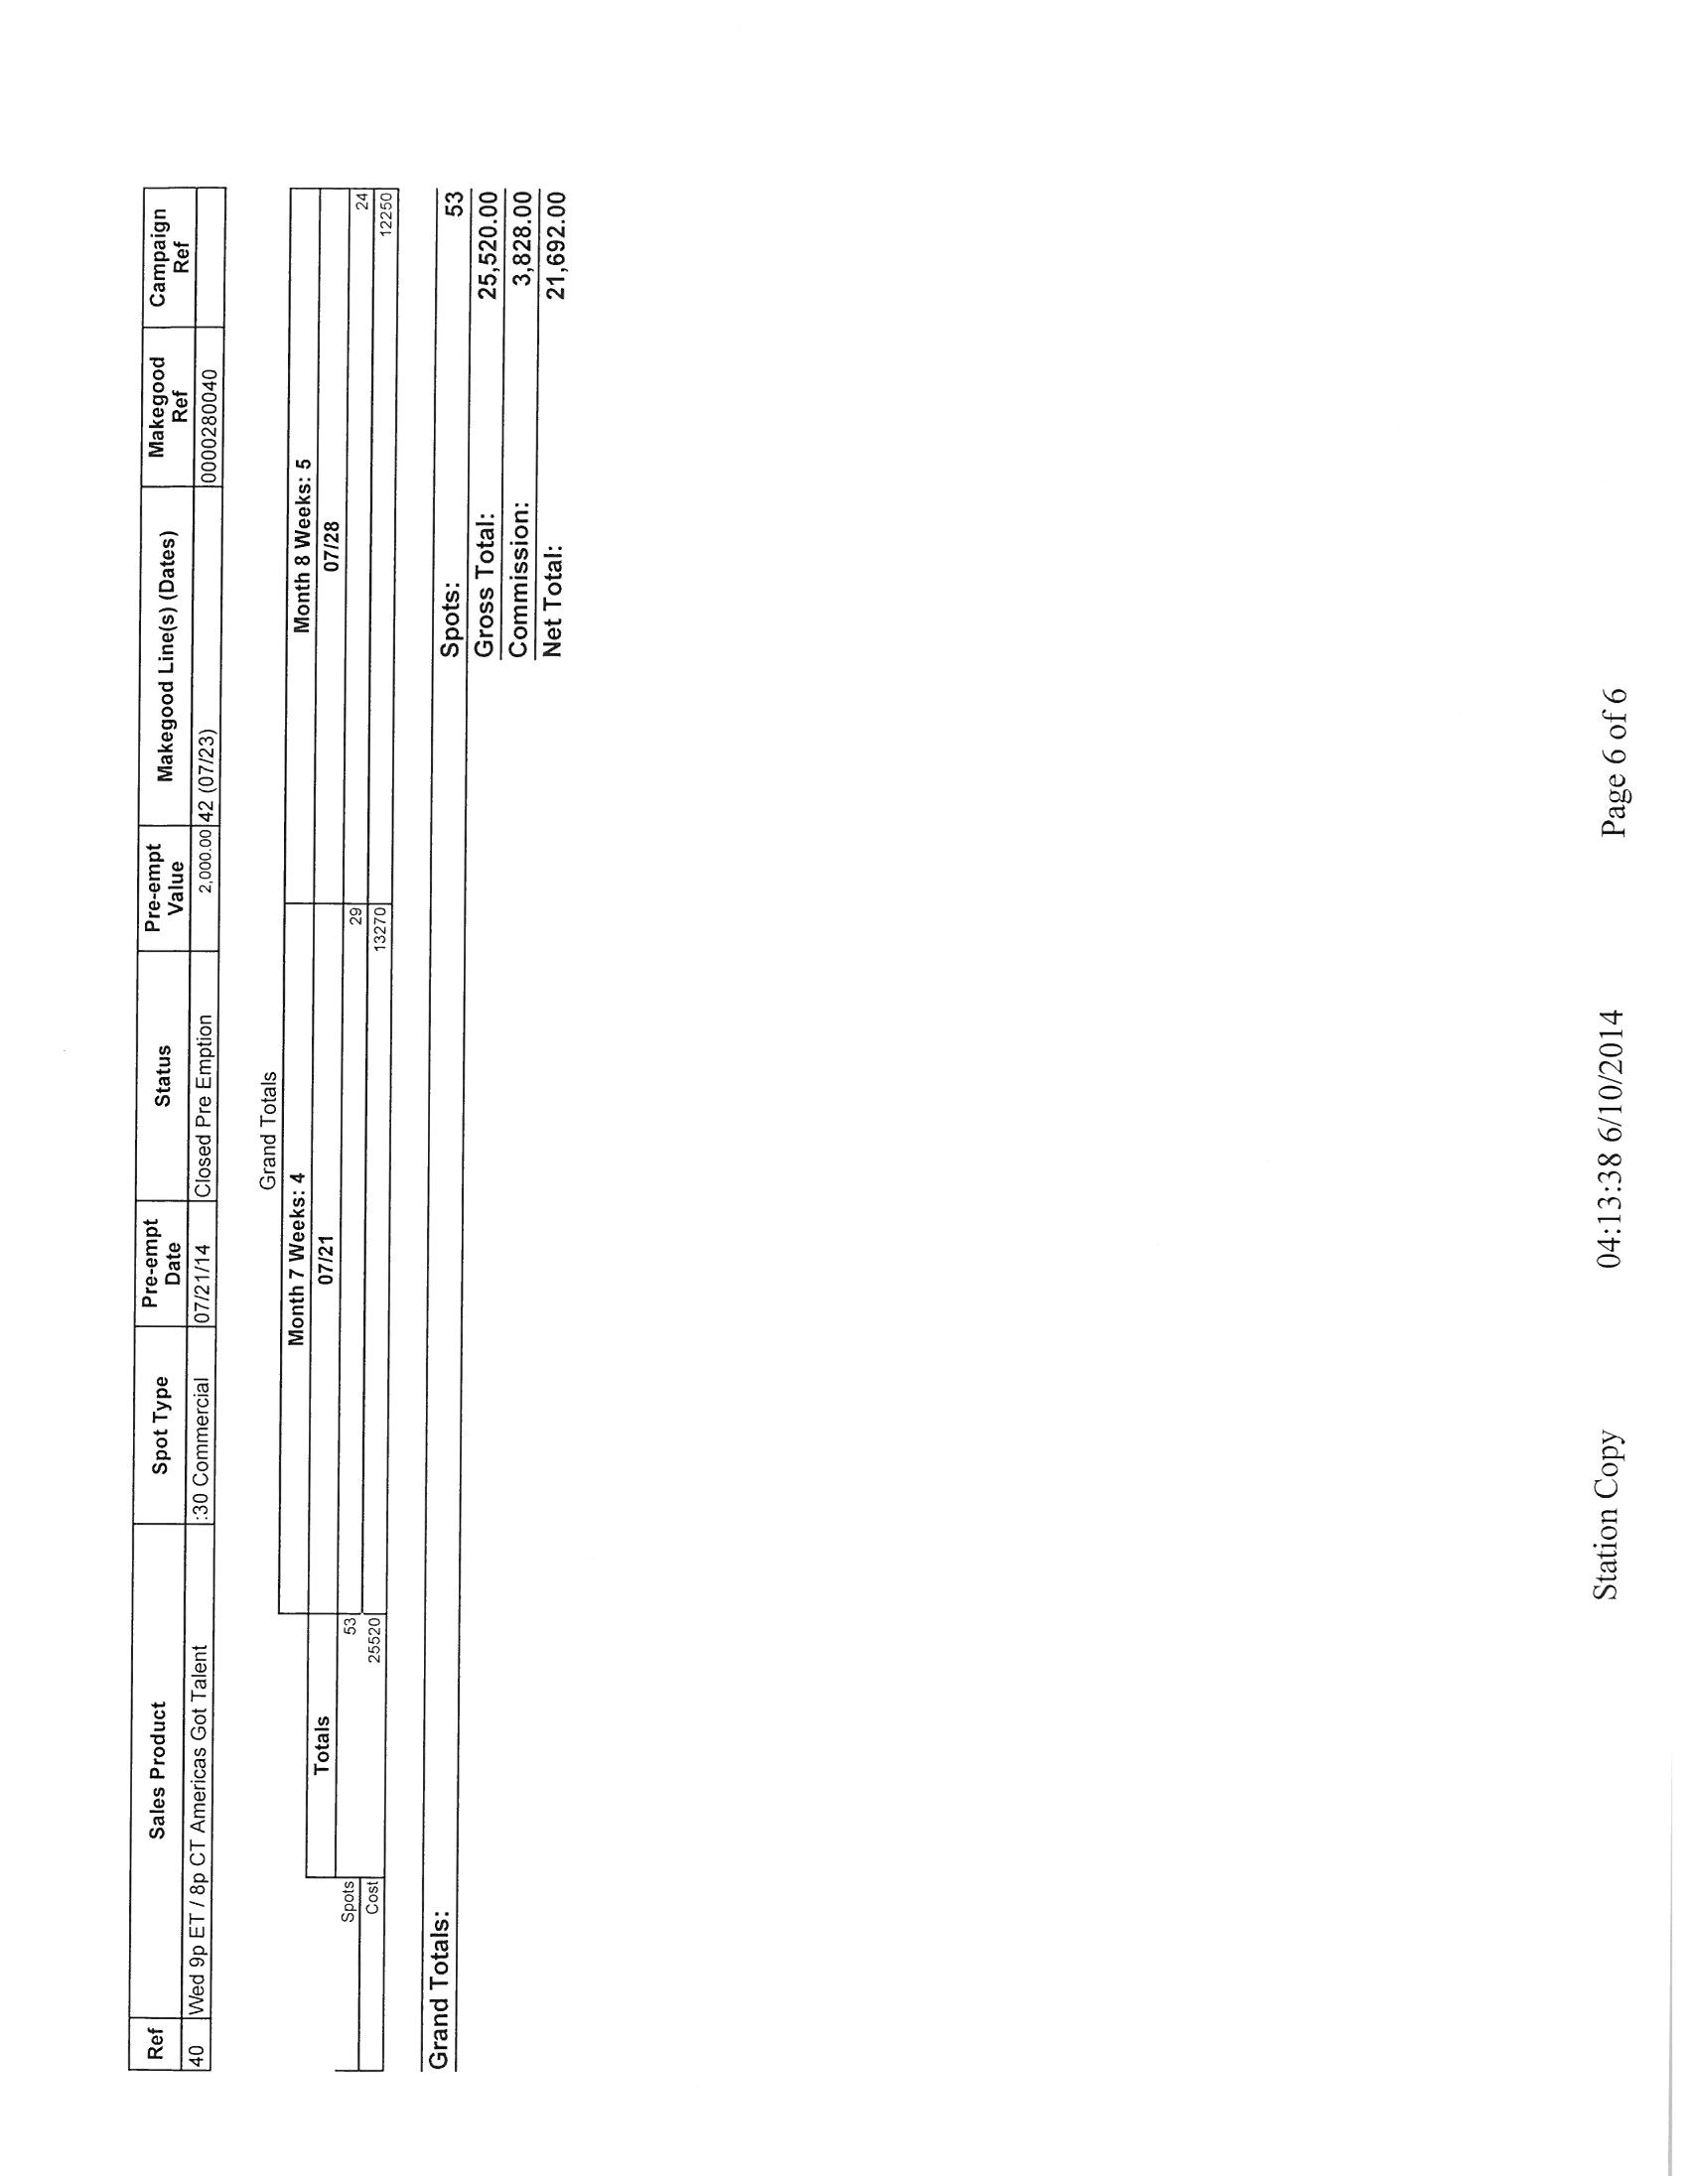 Ref Sales Product Spot Type Pre-empt Date Status Pre-empt Value Makegood Line(s) (Dates) Makegood Ref Campaign Ref
40 Wed 9p ET / 8p CT Americas Got Talent :30 Commercial 07/21/14 Closed Pre Emption 2,000.00 42 (07/23) 0000280040
Grand Totals
Month 7 Weeks: 4 Month 8 Weeks: 5
Totals 07/21 07/28
Spots 53 29 24
Cost 25520 13270 12250
Grand Totals: Spots: 53
Gross Total: 25,520.00
Commission: 3,828.00
Net Total: 21,692.00
Station Copy 04:13:38 6/10/2014 Page 6 of 6